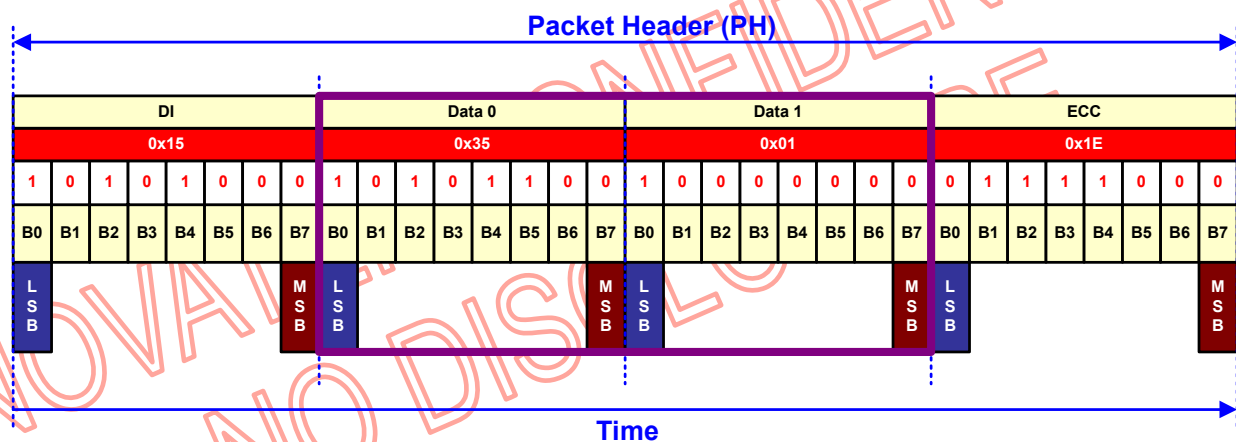 Packet Header (PH)
DI Data 0 Data 1 ECC
0x15 0x35 0x01 0x1E
1 0 1 0 1 0 0 0 1 0 1 0 1 1 0 0 1 0 0 0 0 0 0 0 0 1 1 1 1 0 0 0
B0 B1 B2 B3 B4 B5 B6 B7 B0 B1 B2 B3 B4 B5 B6 B7 B0 B1 B2 B3 B4 B5 B6 B7 B0 B1 B2 B3 B4 B5 B6 B7
LSB MSB LSB MSB LSB MSB LSB MSB
Time
NO DISCLO